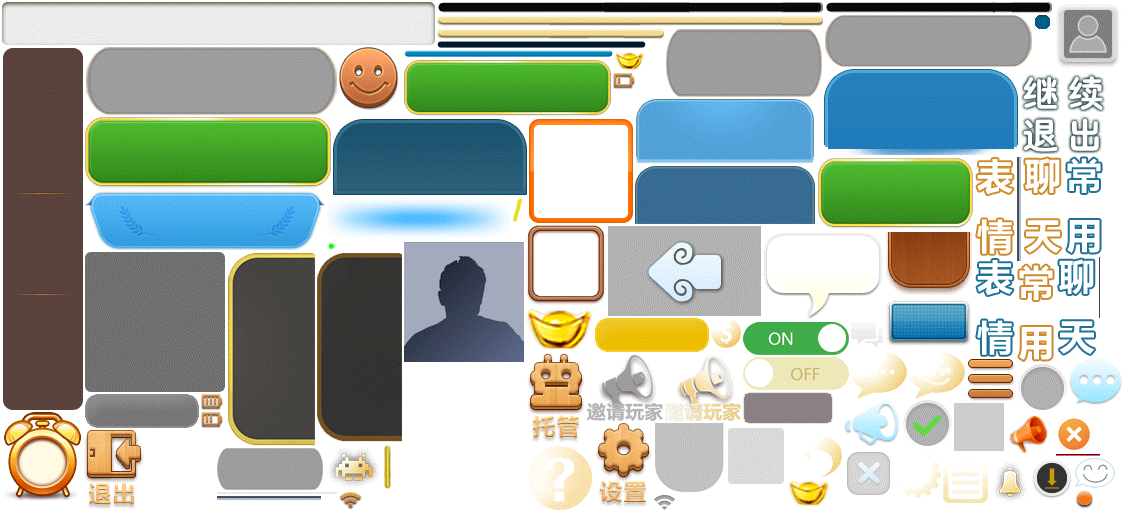 继 续
退 出
表 聊 常
情 天 用
表 常 聊
情 用 天
ON
OFF
邀请玩家
邀请玩家
托管
设置
退出
?